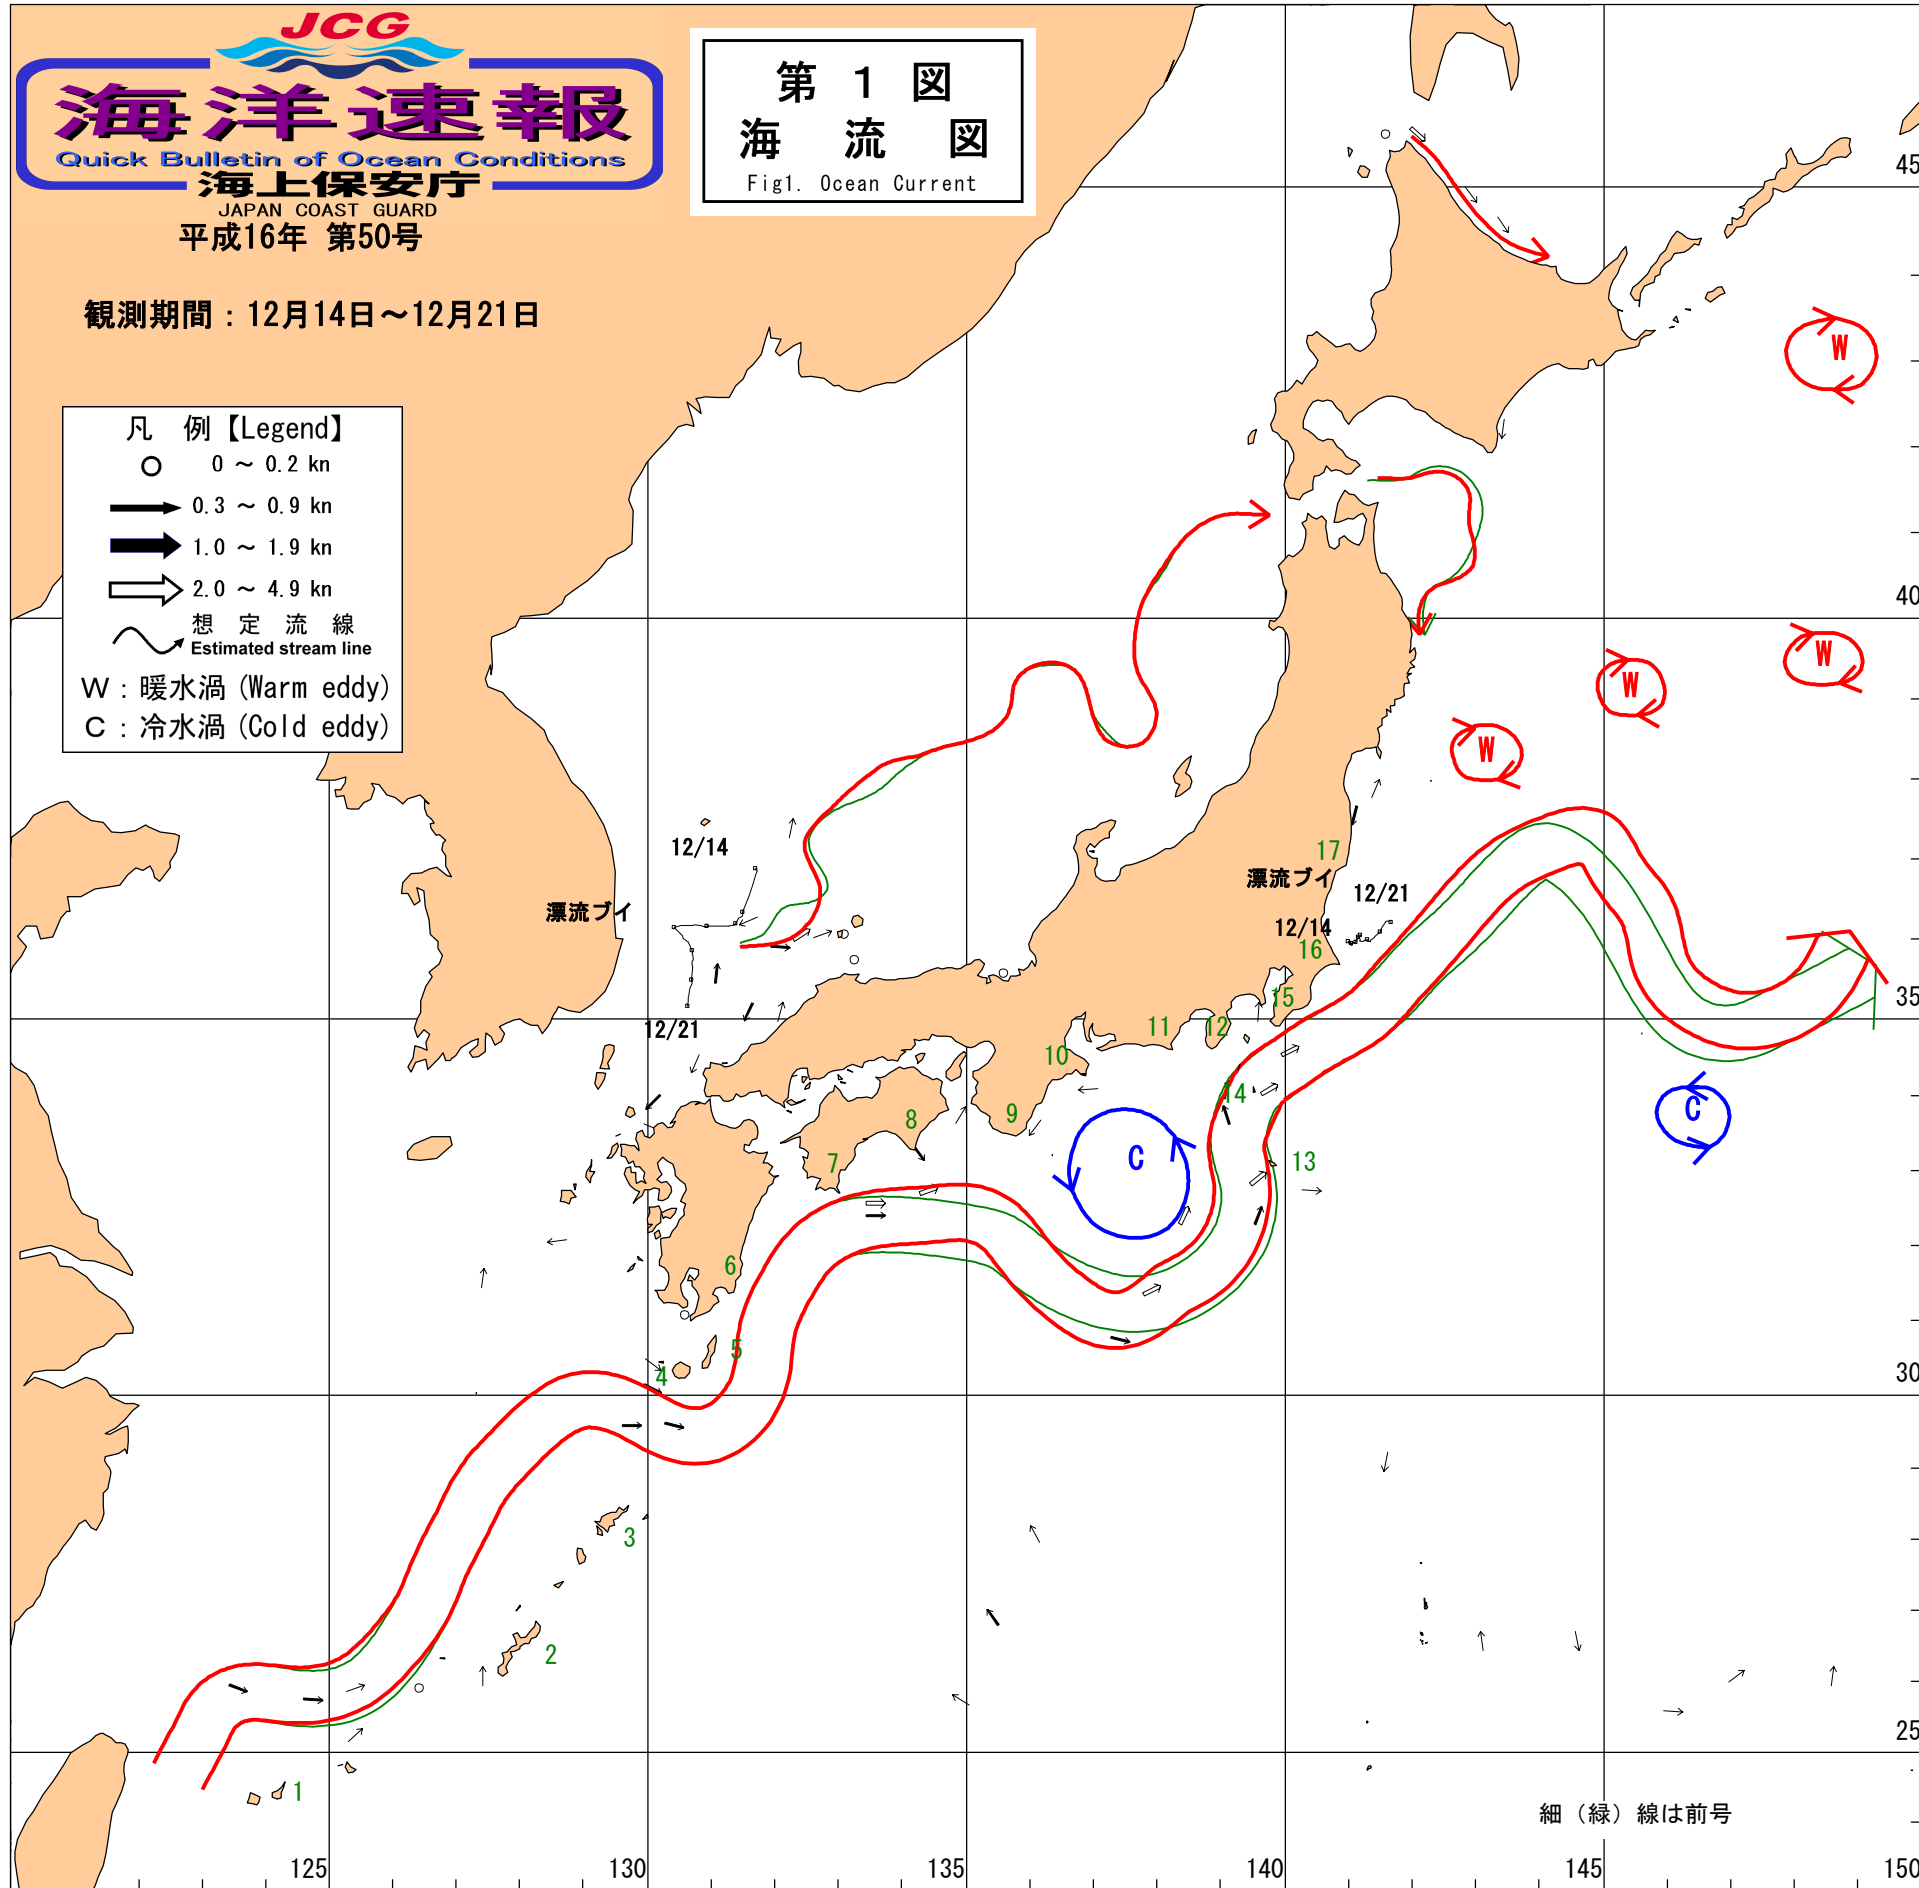 JCG
海洋速報
Quick Bulletin of Ocean Conditions
海上保安庁
JAPAN COAST GUARD
平成16年 第50号
観測期間：12月14日～12月21日
第 1 図
海 流 図
Fig1. Ocean Current
凡 例【Legend】
0 ～ 0.2 kn
0.3 ～ 0.9 kn
1.0 ～ 1.9 kn
2.0 ～ 4.9 kn
想 定 流 線
Estimated stream line
W：暖水渦(Warm eddy)
C：冷水渦(Cold eddy)
45
W
40
W
W
W
12/14
17
漂流ブイ
12/21
漂流ブイ
12/14
16
15
35
12/21
11
12
10
14
C
8
9
C
7
13
6
5
4
30
3
2
25
1
細（緑）線は前号
125
130
135
140
145
150